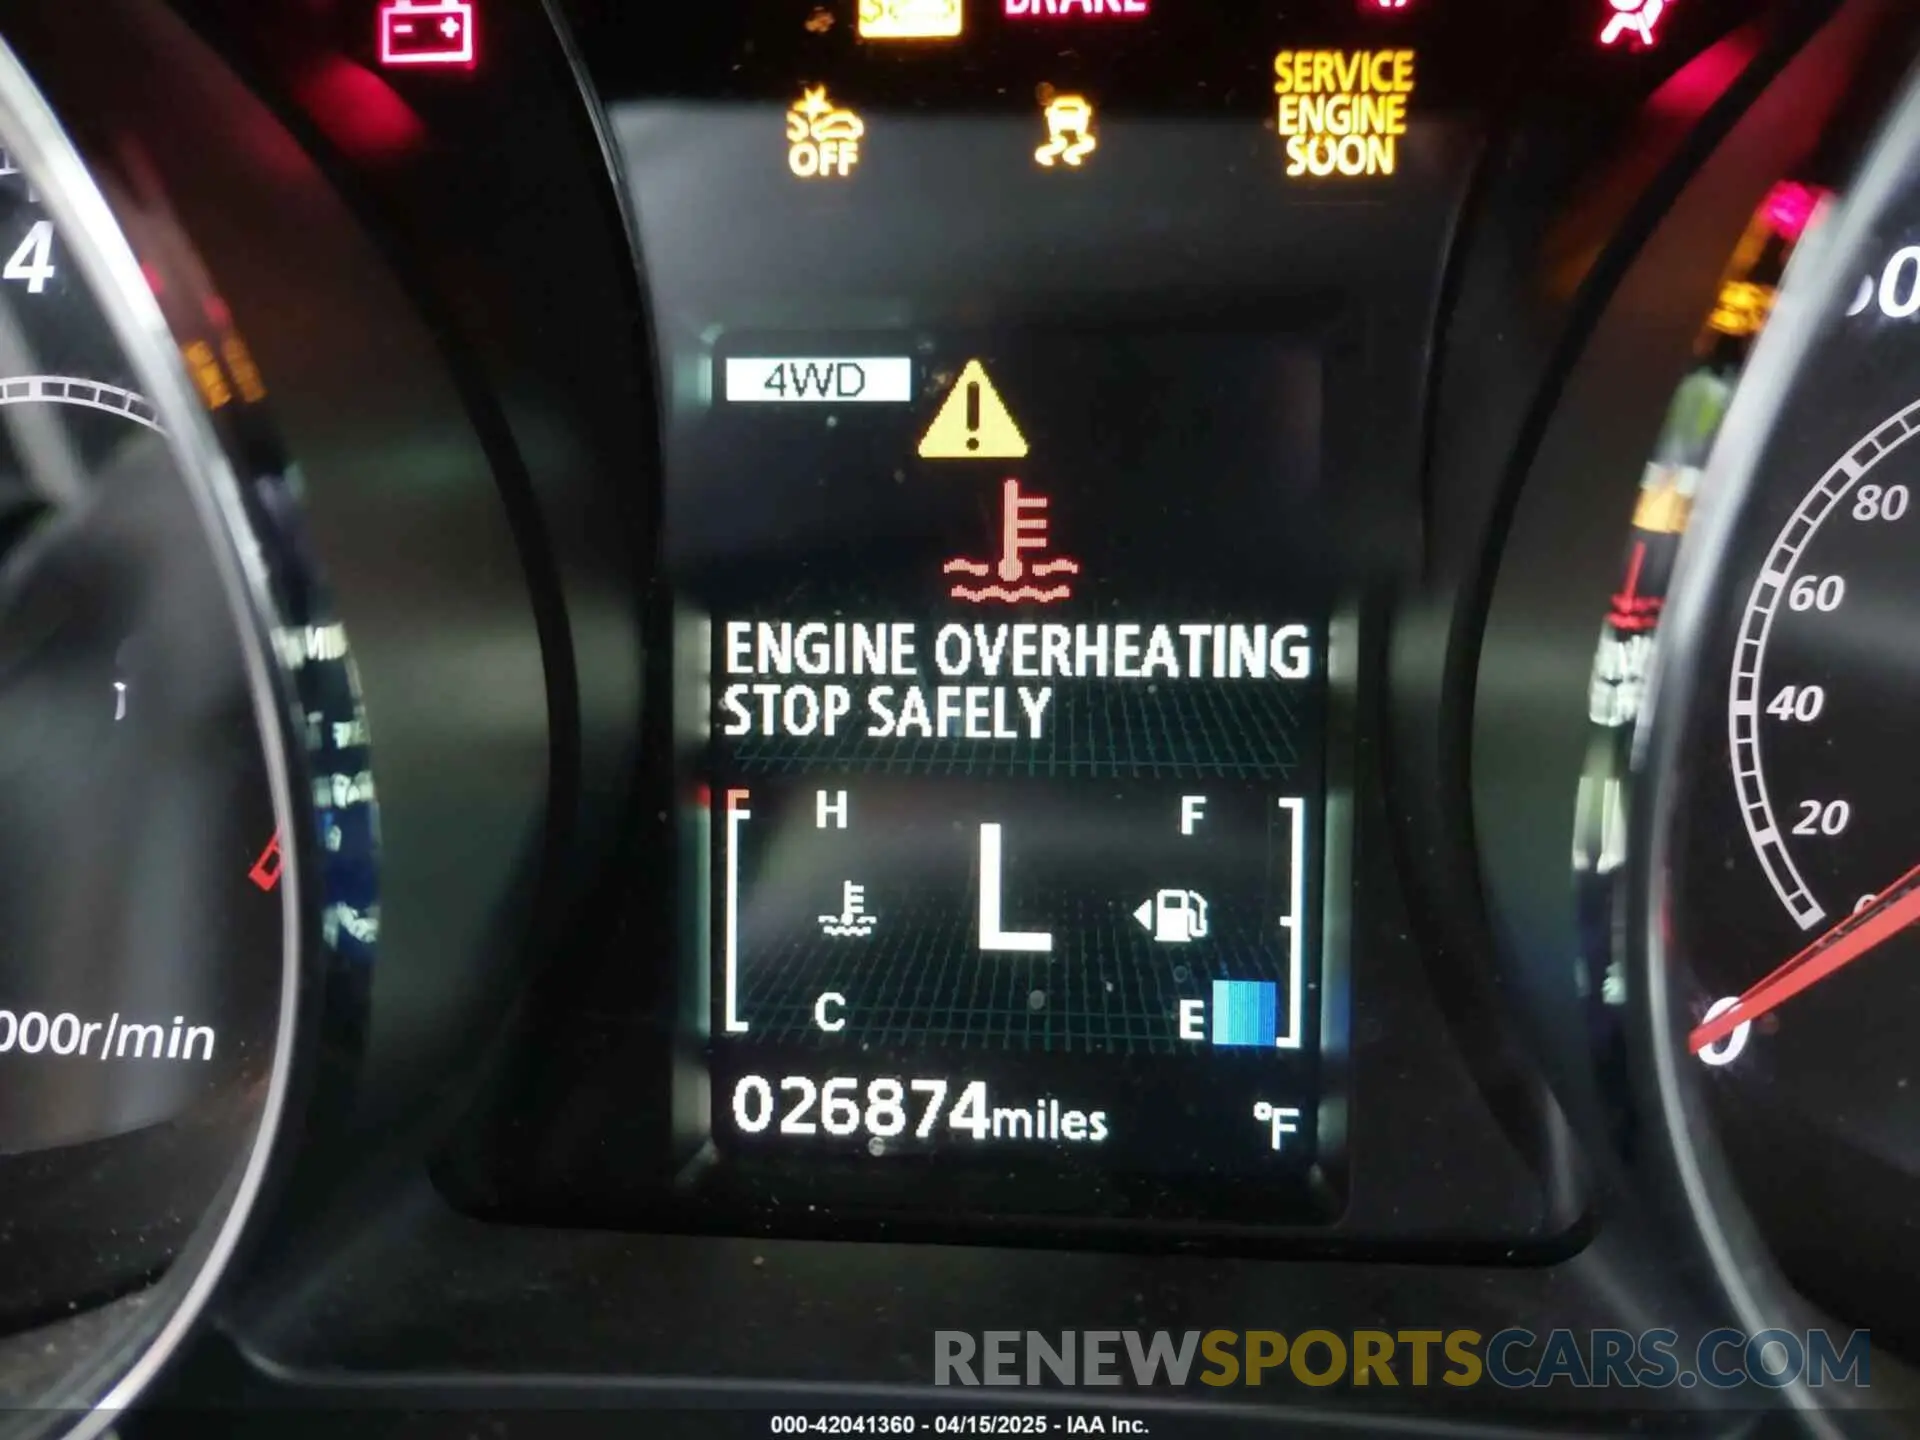 BRAKE
SERVICE
ENGINE
SOON
OFF
4
4WD
80
ENGINE OVERHEATING
60
STOP SAFELY
40
H
F
20
L
C
E
0
000r/min
026874miles
°F
RENEWSPORTSCARS.COM
000-42041360 - 04/15/2025 - IAA Inc.